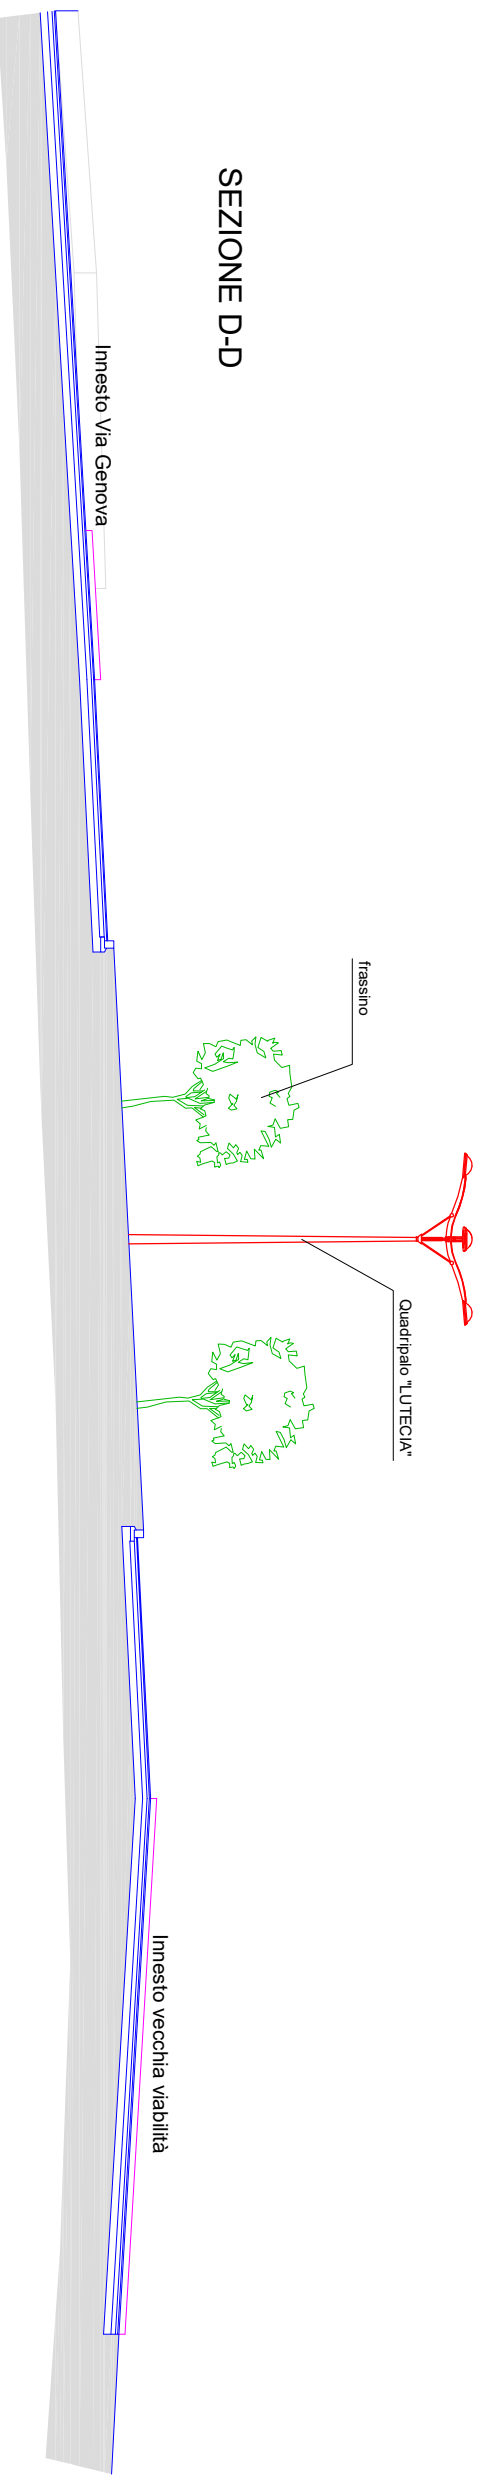 SEZIONE D-D
Innesto Via Genova
frassino
Quadripalo "LUTECIA"
Innesto vecchia viabilità